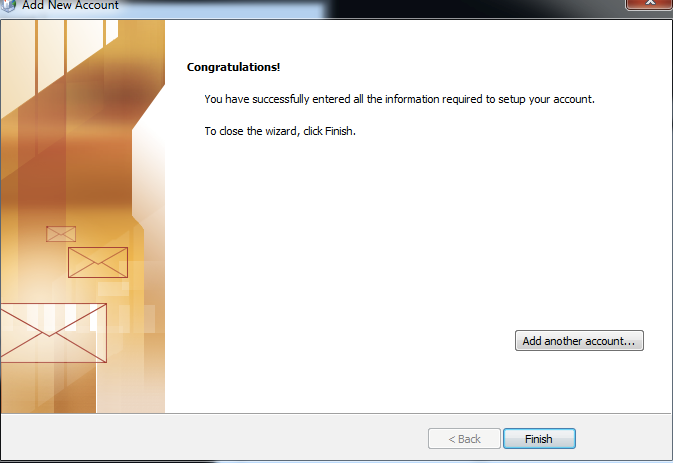 Add New Account
Congratulations!
You have successfully entered all the information required to setup your account.
To close the wizard, click Finish.
Add another account...
< Back
Finish